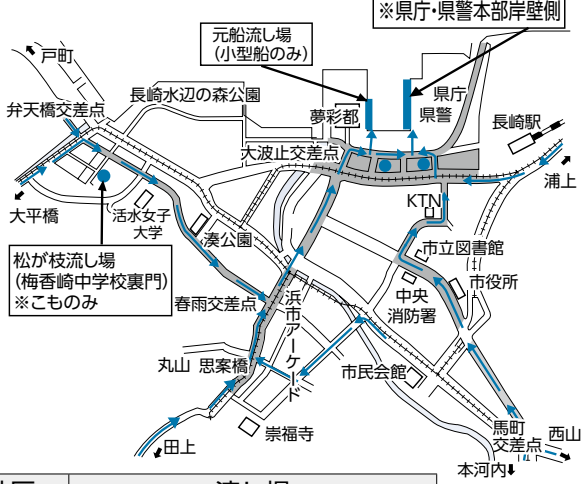 ※県庁・県警本部岸壁側
元船流し場
(小型船のみ)
戸町
弁天橋交差点
長崎水辺の森公園
夢彩都
県庁
県警
長崎駅
大波止交差点
浦上
大平橋
活水女子
大学
湊公園
KTN
市立図書館
市役所
松が枝流し場
(梅香崎中学校裏門)
※こものみ
春雨交差点
浜市アーケード
中央
消防署
丸山
思案橋
市民会館
崇福寺
田上
馬町
交差点
西山
本河内